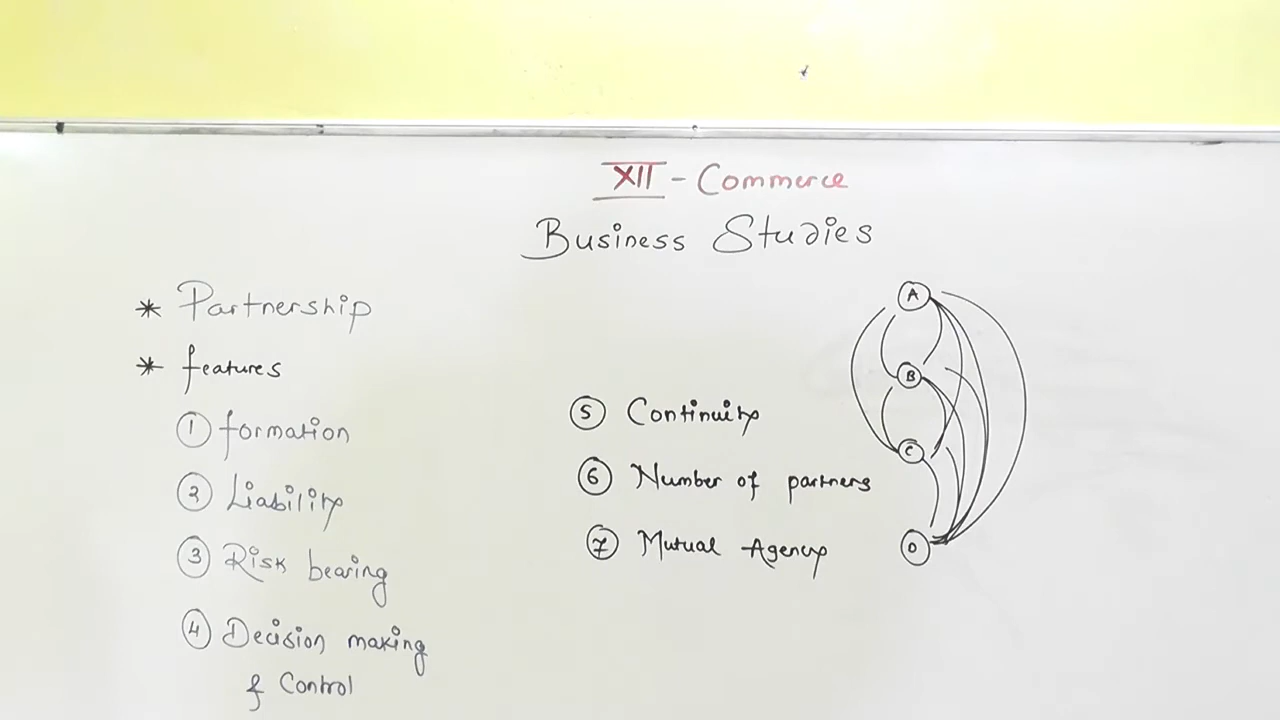 XII - Commerce
Business Studies
* Partnership
* features
① formation
② Liability
③ Risk bearing
④ Decision making
& Control
⑤ Continuity
⑥ Number of partners
⑦ Mutual Agency
A
B
C
D